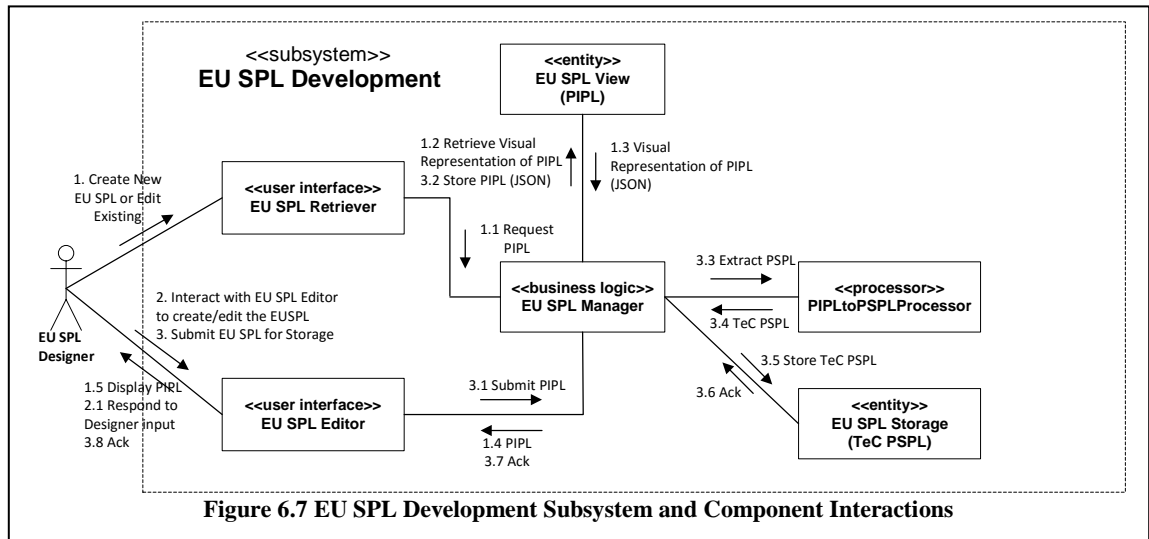 <<subsystem>>
EU SPL Development
<<entity>>
EU SPL View
(PIPL)
1.2 Retrieve Visual
Representation of PIPL
3.2 Store PIPL (JSON)
1.3 Visual
Representation of PIPL
(JSON)
1. Create New
EU SPL or Edit
Existing
<<user interface>>
EU SPL Retriever
1.1 Request
PIPL
<<business logic>>
EU SPL Manager
3.3 Extract PSPL
<<processor>>
PIPLtoPSPLProcessor
3.4 TeC PSPL
EU SPL
Designer
2. Interact with EU SPL Editor
to create/edit the EUSPL
3. Submit EU SPL for Storage
1.5 Display PIPL
2.1 Respond to
Designer input
3.8 Ack
<<user interface>>
EU SPL Editor
3.1 Submit PIPL
1.4 PIPL
3.7 Ack
3.5 Store TeC PSPL
3.6 Ack
<<entity>>
EU SPL Storage
(TeC PSPL)
Figure 6.7 EU SPL Development Subsystem and Component Interactions